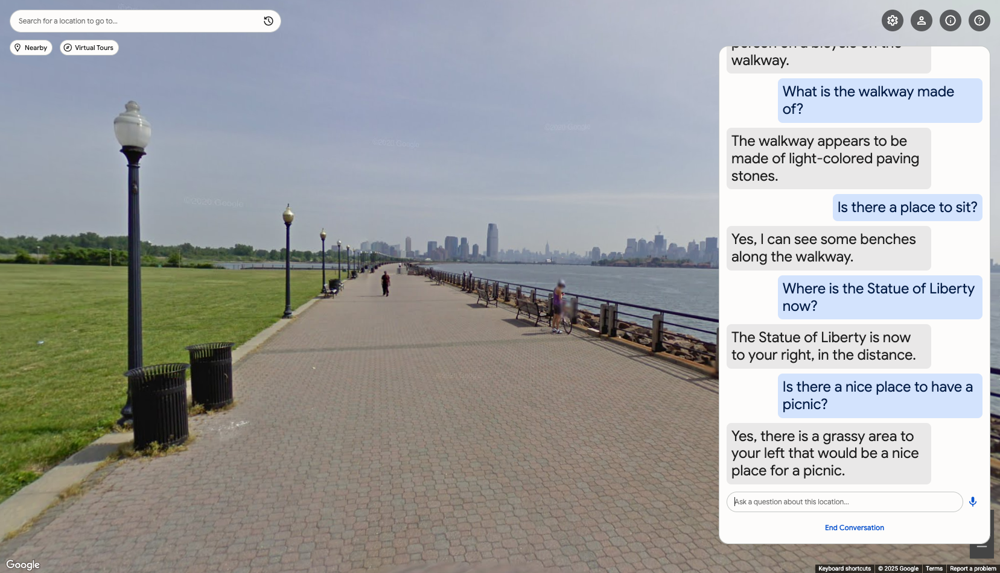 Search for a location to go to...
Nearby
Virtual Tours
©2020 Google
©2020 Google
©2020 Google
person on a bicycle on the
walkway.
What is the walkway made
of?
The walkway appears to be
made of light-colored paving
stones.
Is there a place to sit?
Yes, I can see some benches
along the walkway.
Where is the Statue of Liberty
now?
The Statue of Liberty is now
to your right, in the distance.
Is there a nice place to have a
picnic?
Yes, there is a grassy area to
your left that would be a nice
place for a picnic.
Ask a question about this location...
End Conversation
Google
Keyboard shortcuts
© 2025 Google
Terms
Report a problem